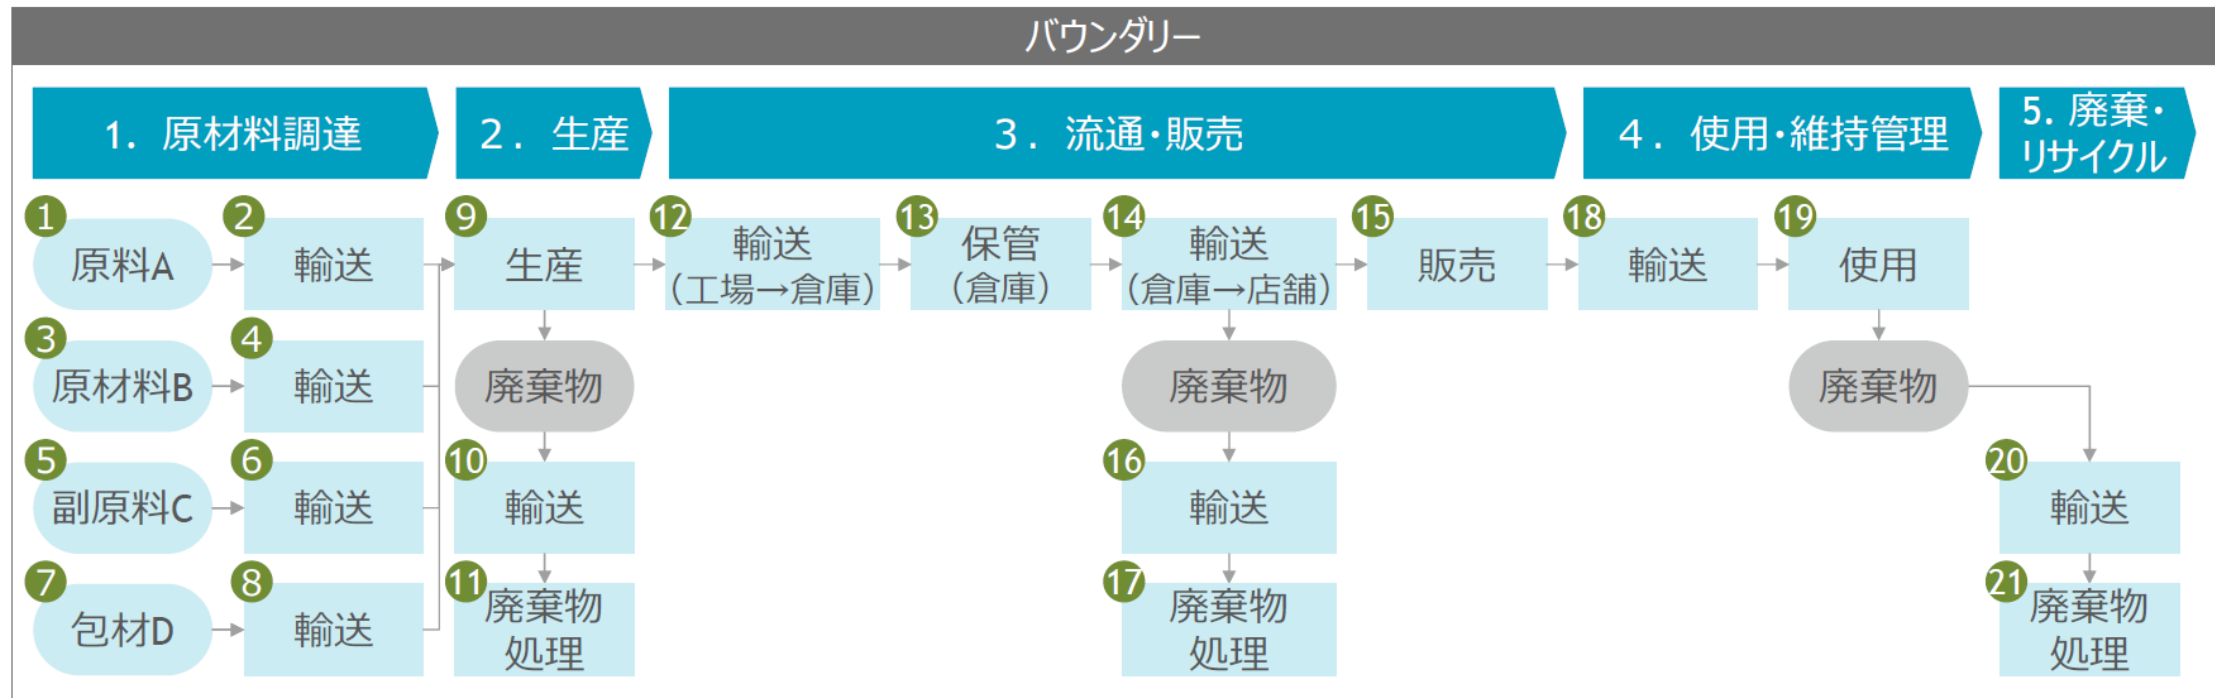 バウンダリー
1．原材料調達
２．生産
３．流通・販売
４．使用・維持管理
5. 廃棄・
リサイクル
1
原料A
2
輸送
3
原材料B
4
輸送
5
副原料C
6
輸送
7
包材D
8
輸送
9
生産
廃棄物
10
輸送
11
廃棄物
処理
12
輸送
（工場→倉庫）
13
保管
（倉庫）
14
輸送
（倉庫→店舗）
15
販売
廃棄物
16
輸送
17
廃棄物
処理
18
輸送
19
使用
廃棄物
20
輸送
21
廃棄物
処理